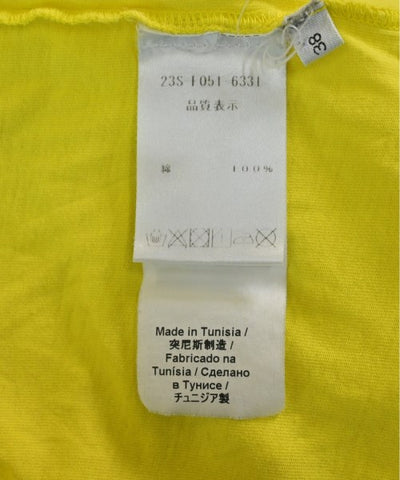 38
23S-I051-6331
品質表示
綿 100%
Made in Tunisia /
突尼斯制造 /
Fabricado na
Tunísia / Сделано
в Тунисе /
チュニジア製